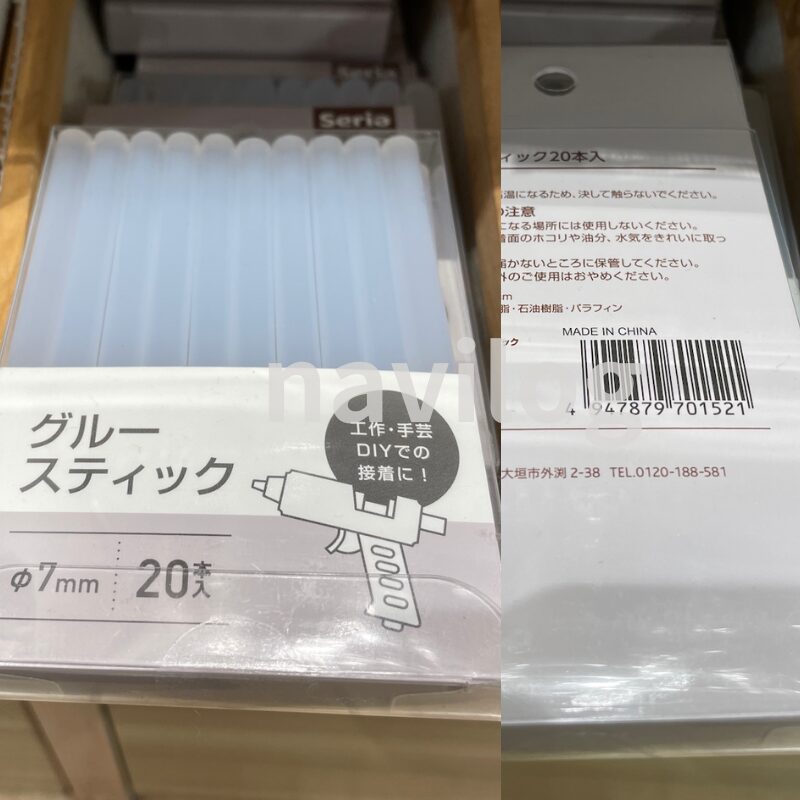 Seria
Seria
グルー
スティック
工作・手芸
DIYでの
接着に!
φ7mm
20本入
navilog
ィック20本入
温になるため、決して触らないでください。
の注意
になる場所には使用しないください。
着面のホコリや油分、水気をきれいに取っ
届かないところに保管してください。
外のご使用はおやめください。
m
脂・石油樹脂・パラフィン
ック
MADE IN CHINA
4 947879 701521
大垣市外渕 2-38 TEL.0120-188-581